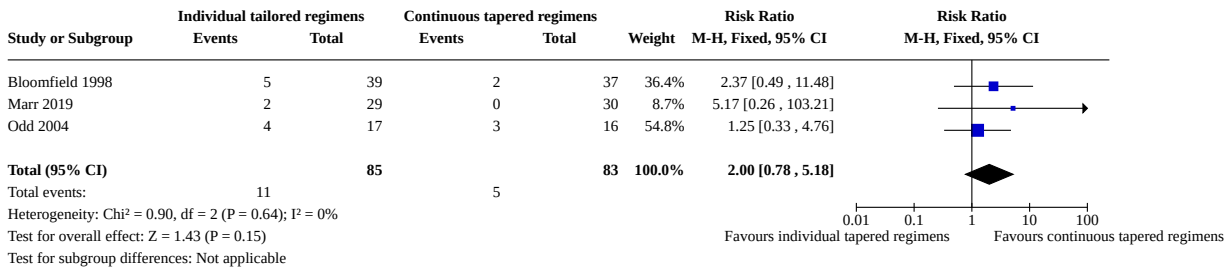 Individual tailored regimens Continuous tapered regimens Risk Ratio Risk Ratio
Study or Subgroup Events Total Events Total Weight M-H, Fixed, 95% CI M-H, Fixed, 95% CI
Bloomfield 1998 5 39 2 37 36.4% 2.37 [0.49 , 11.48]
Marr 2019 2 29 0 30 8.7% 5.17 [0.26 , 103.21]
Odd 2004 4 17 3 16 54.8% 1.25 [0.33 , 4.76]
Total (95% CI) 85 83 100.0% 2.00 [0.78 , 5.18]
Total events: 11 5
Heterogeneity: Chi² = 0.90, df = 2 (P = 0.64); I² = 0%
0.01 0.1 1 10 100
Test for overall effect: Z = 1.43 (P = 0.15) Favours individual tapered regimens Favours continuous tapered regimens
Test for subgroup differences: Not applicable